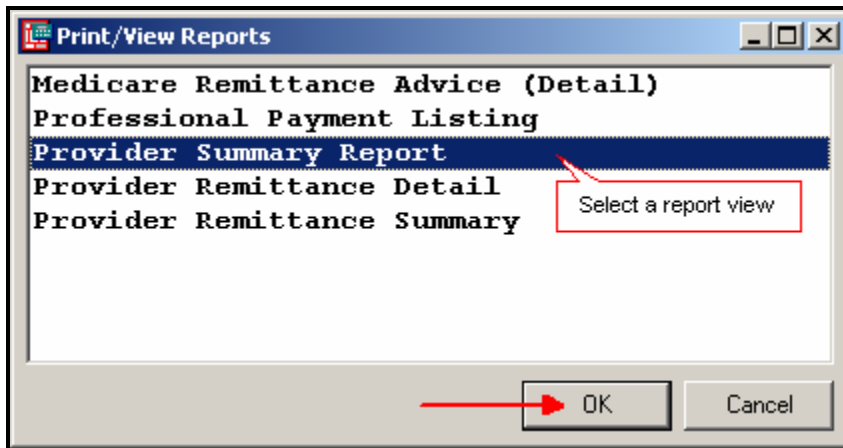 Print/View Reports
Medicare Remittance Advice (Detail)
Professional Payment Listing
Provider Summary Report
Provider Remittance Detail
Select a report view
Provider Remittance Summary
OK
Cancel